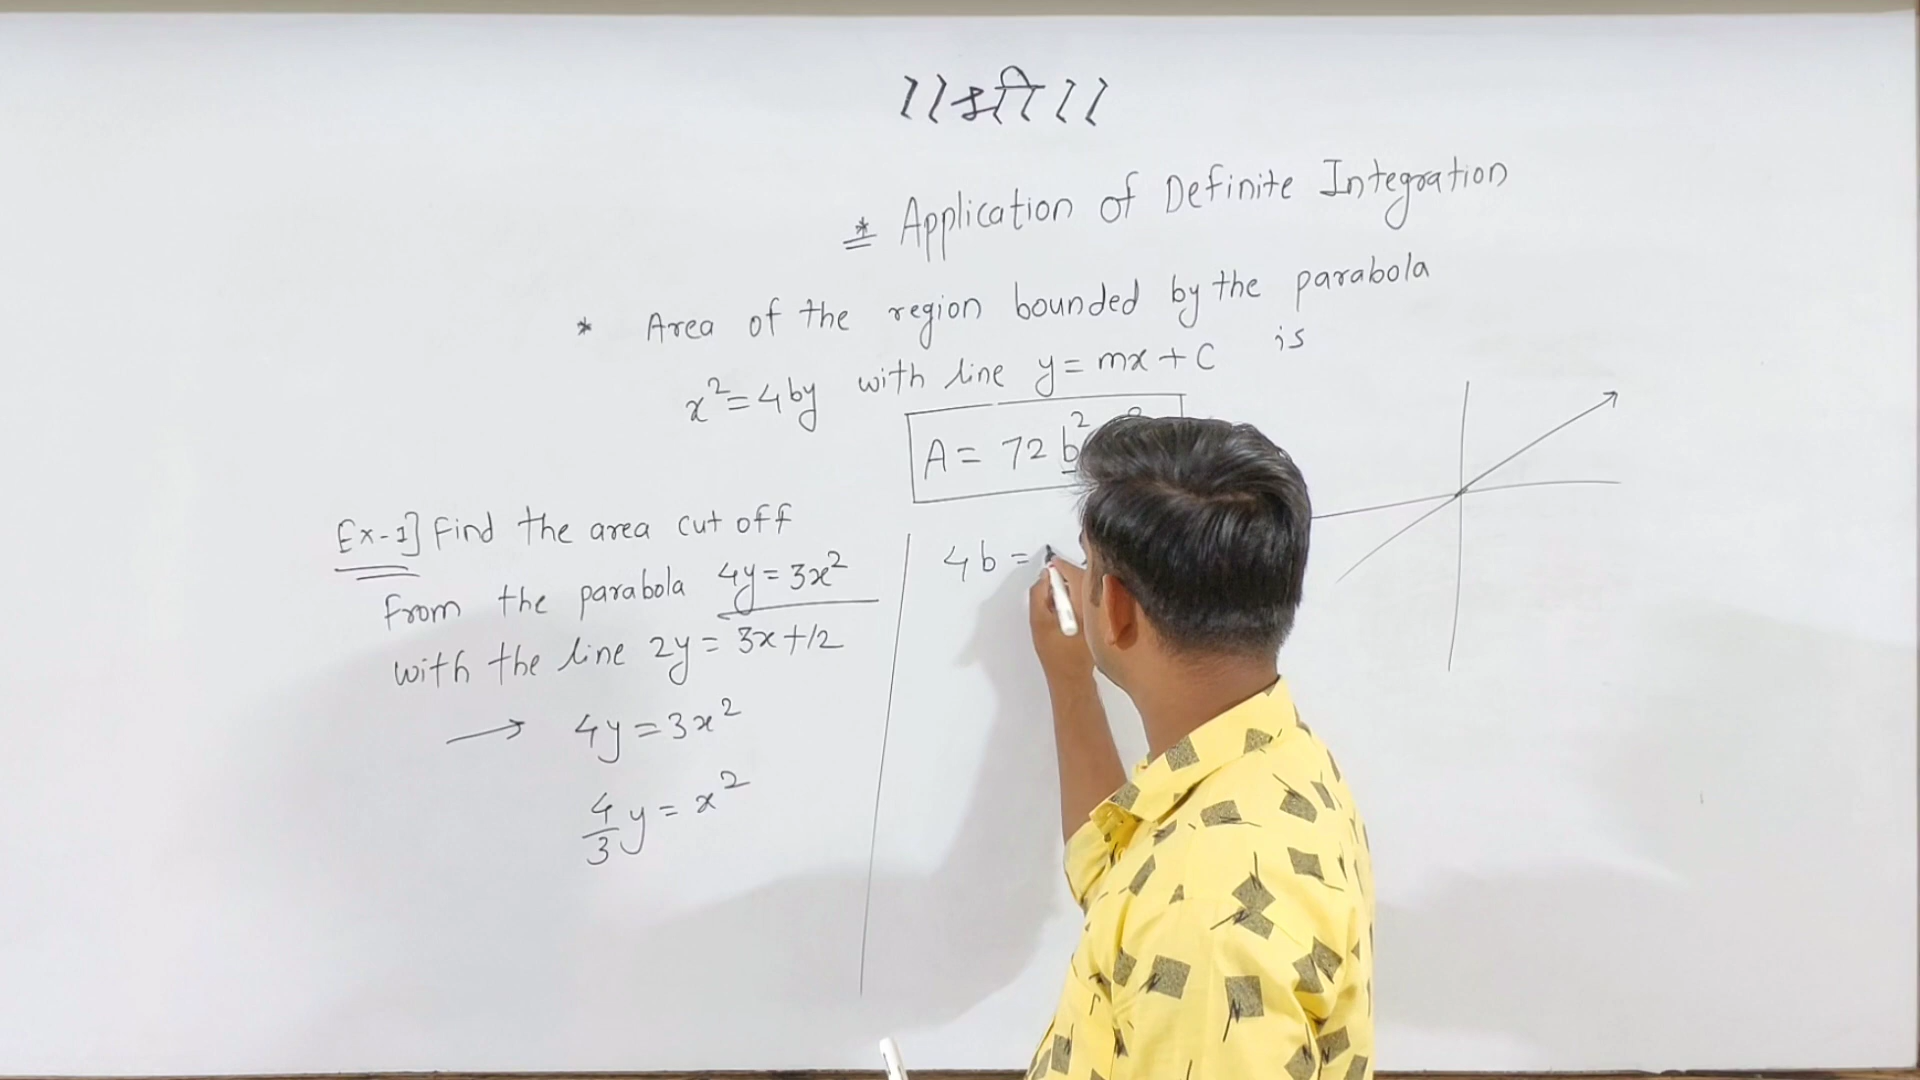 ।।श्री।।
* Application of Definite Integration
* Area of the region bounded by the parabola
x²=4by with line y=mx+C is
A = 72 b²
Ex-1] Find the area cut off
from the parabola 4y=3x²
with the line 2y=3x+12
→ 4y=3x²
4/3 y = x²
4b =